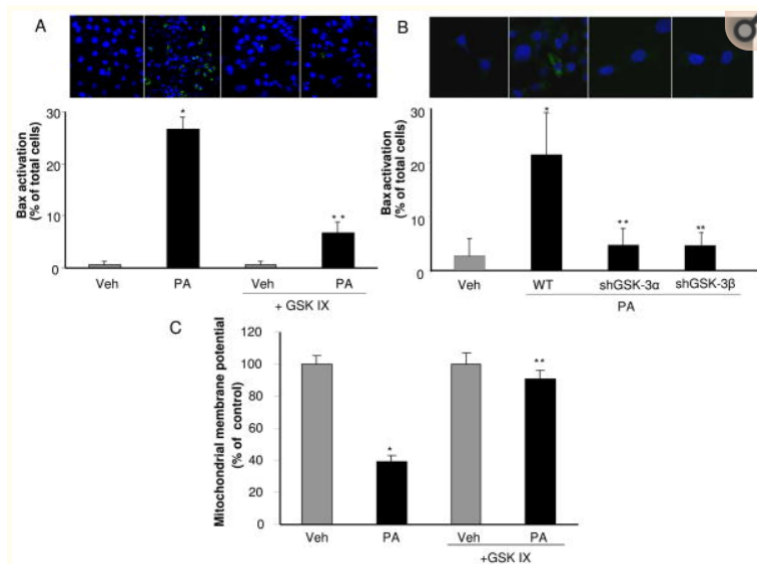 A
B
30
20
10
0
Bax activation
(% of total cells)
*
**
Veh
PA
Veh
PA
+ GSK IX
30
20
10
0
Bax activation
(% of total cells)
*
**
**
Veh
WT
shGSK-3α
shGSK-3β
PA
C
120
100
80
60
40
20
0
Mitochondrial membrane potential
(% of control)
*
**
Veh
PA
Veh
PA
+GSK IX